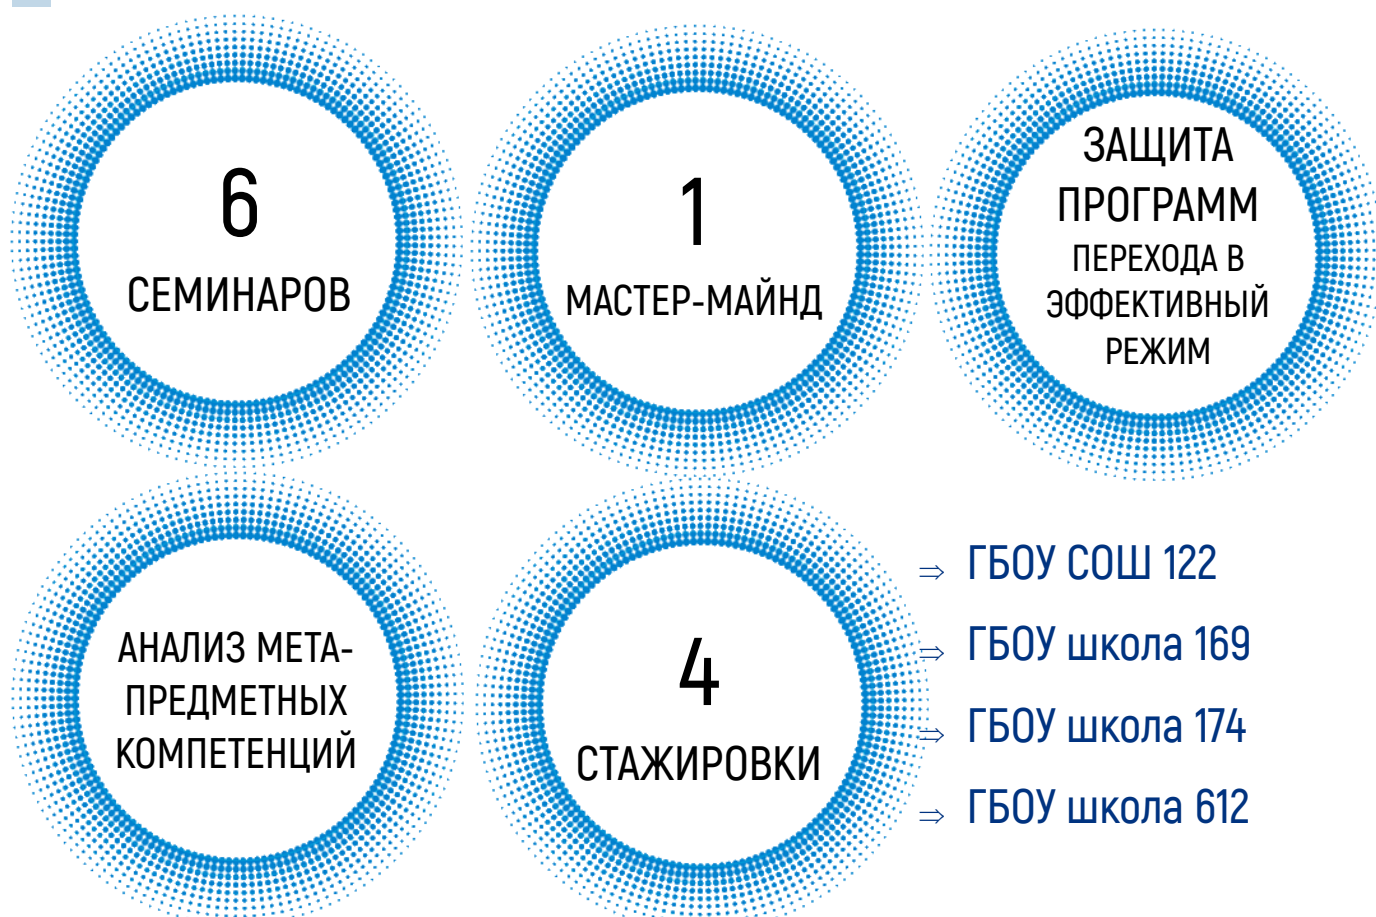 6
СЕМИНАРОВ
1
МАСТЕР-МАЙНД
ЗАЩИТА
ПРОГРАММ
ПЕРЕХОДА В
ЭФФЕКТИВНЫЙ
РЕЖИМ
АНАЛИЗ МЕТА-
ПРЕДМЕТНЫХ
КОМПЕТЕНЦИЙ
4
СТАЖИРОВКИ
⇒ ГБОУ СОШ 122
⇒ ГБОУ школа 169
⇒ ГБОУ школа 174
⇒ ГБОУ школа 612